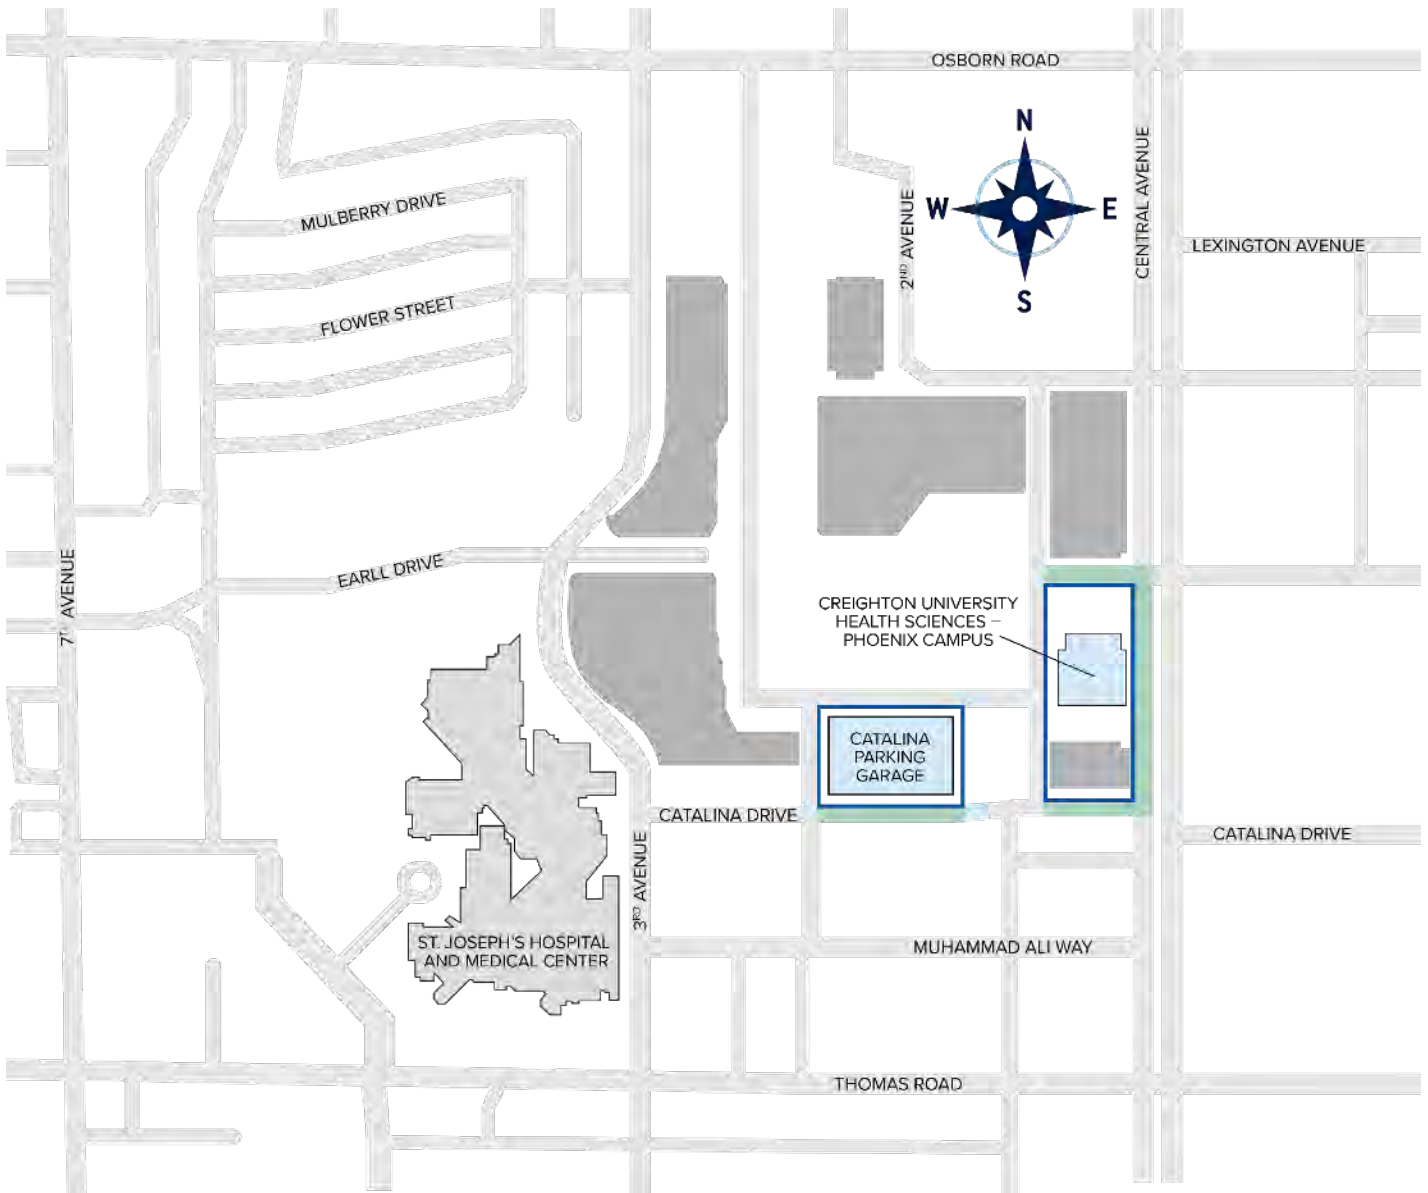 OSBORN ROAD
N
W
E
S
CENTRAL AVENUE
2ND AVENUE
LEXINGTON AVENUE
MULBERRY DRIVE
FLOWER STREET
EARLL DRIVE
7TH AVENUE
CREIGHTON UNIVERSITY
HEALTH SCIENCES –
PHOENIX CAMPUS
CATALINA
PARKING
GARAGE
CATALINA DRIVE
CATALINA DRIVE
3RD AVENUE
ST. JOSEPH'S HOSPITAL
AND MEDICAL CENTER
MUHAMMAD ALI WAY
THOMAS ROAD